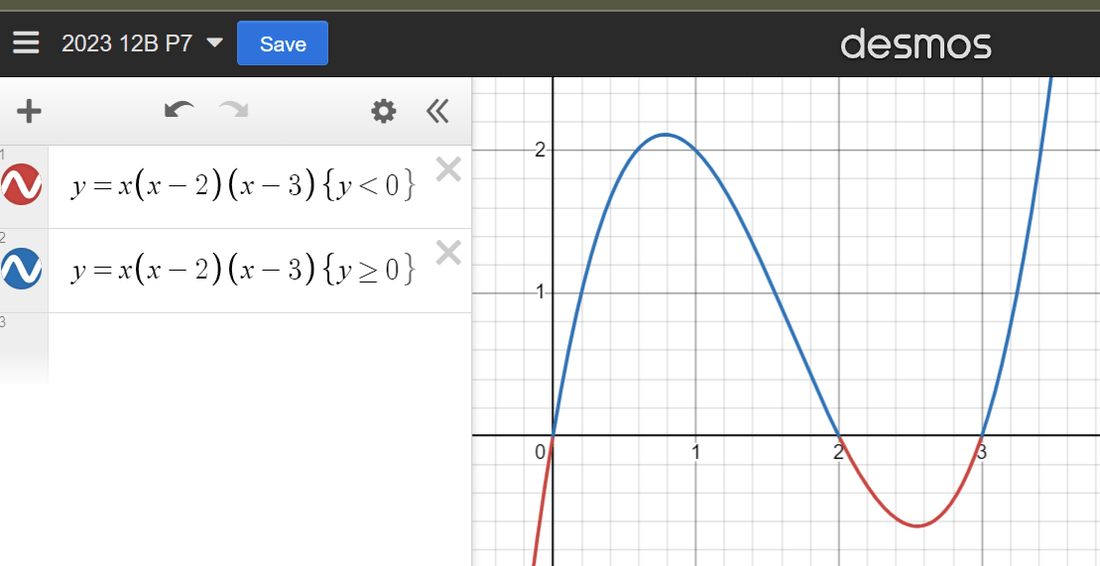 2023 12B P7
Save
desmos
1
y = x(x − 2)(x − 3){y < 0}
2
y = x(x − 2)(x − 3){y ≥ 0}
3
2
1
0
1
2
3